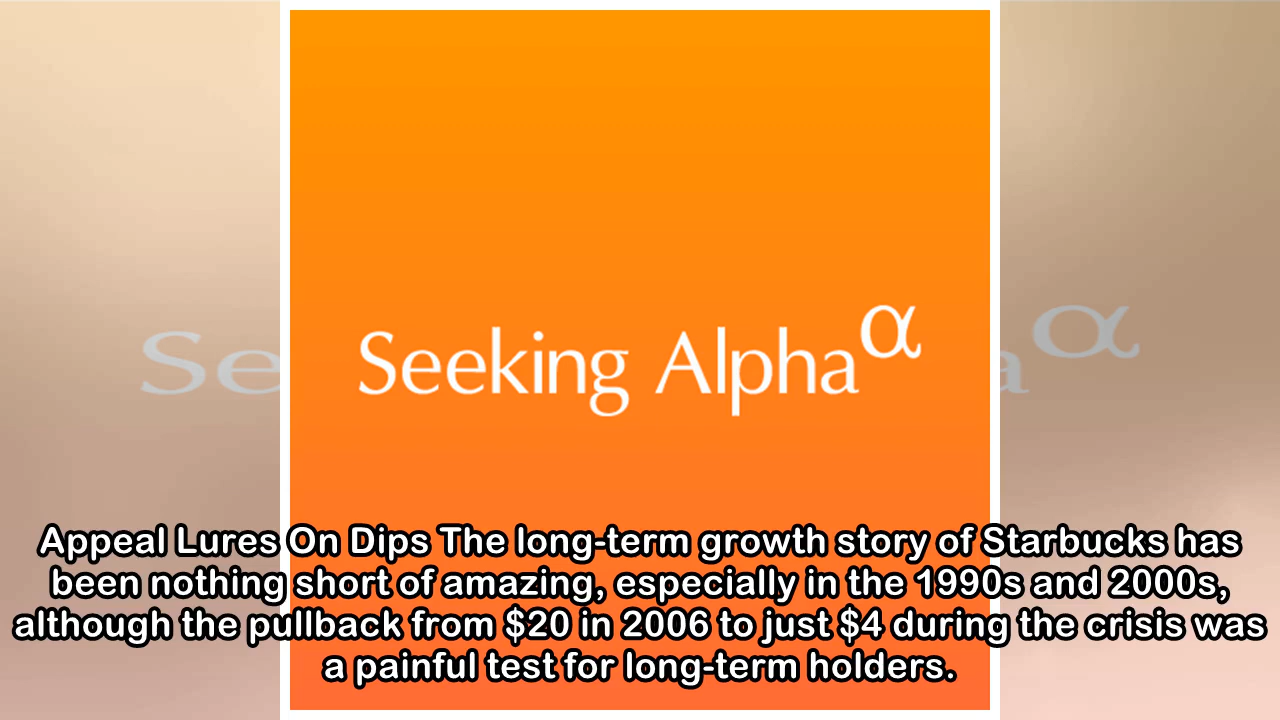 Seeking Alpha α
Se
a α
Appeal Lures On Dips The long-term growth story of Starbucks has
been nothing short of amazing, especially in the 1990s and 2000s,
although the pullback from $20 in 2006 to just $4 during the crisis was
a painful test for long-term holders.